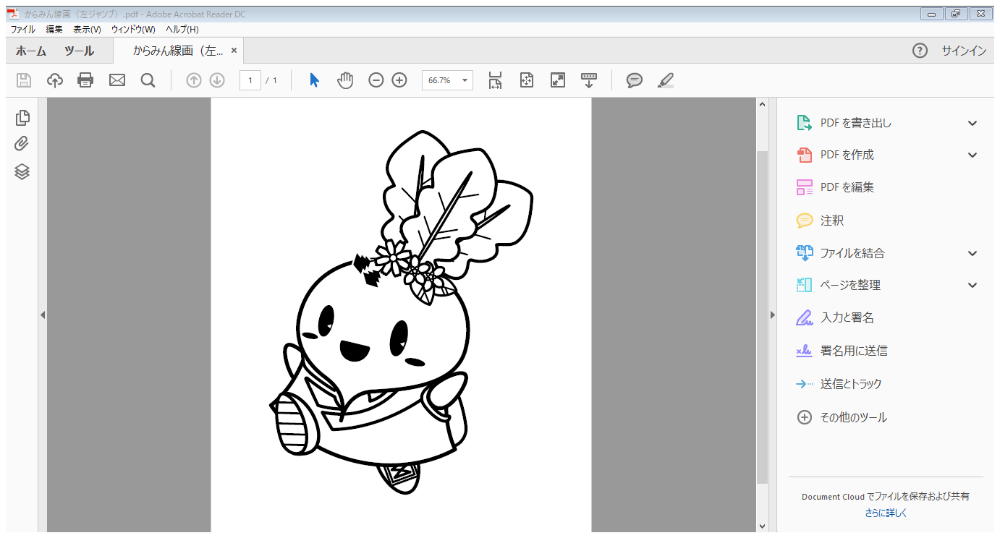 からみん線画（左ジャンプ）.pdf - Adobe Acrobat Reader DC
ファイル 編集 表示(V) ウィンドウ(W) ヘルプ(H)
ホーム ツール からみん線画（左... × サインイン
1 / 1 66.7%
PDF を書き出し
PDF を作成
PDF を編集
注釈
ファイルを結合
ページを整理
入力と署名
署名用に送信
送信とトラック
その他のツール
Document Cloud でファイルを保存および共有
さらに詳しく